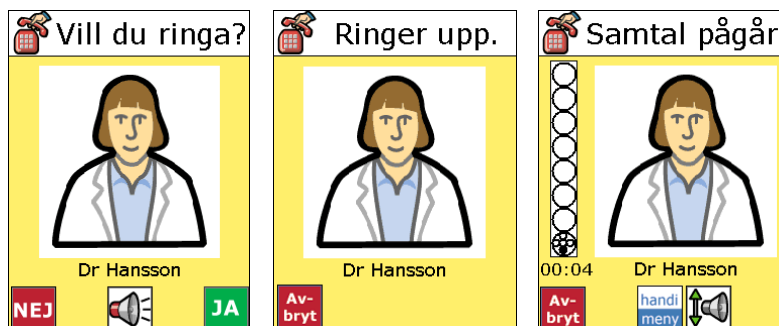 Vill du ringa?
Dr Hansson
NEJ
JA
Ringer upp.
Dr Hansson
Av-
bryt
Samtal pågår
00:04
Dr Hansson
Av-
bryt
handi
meny